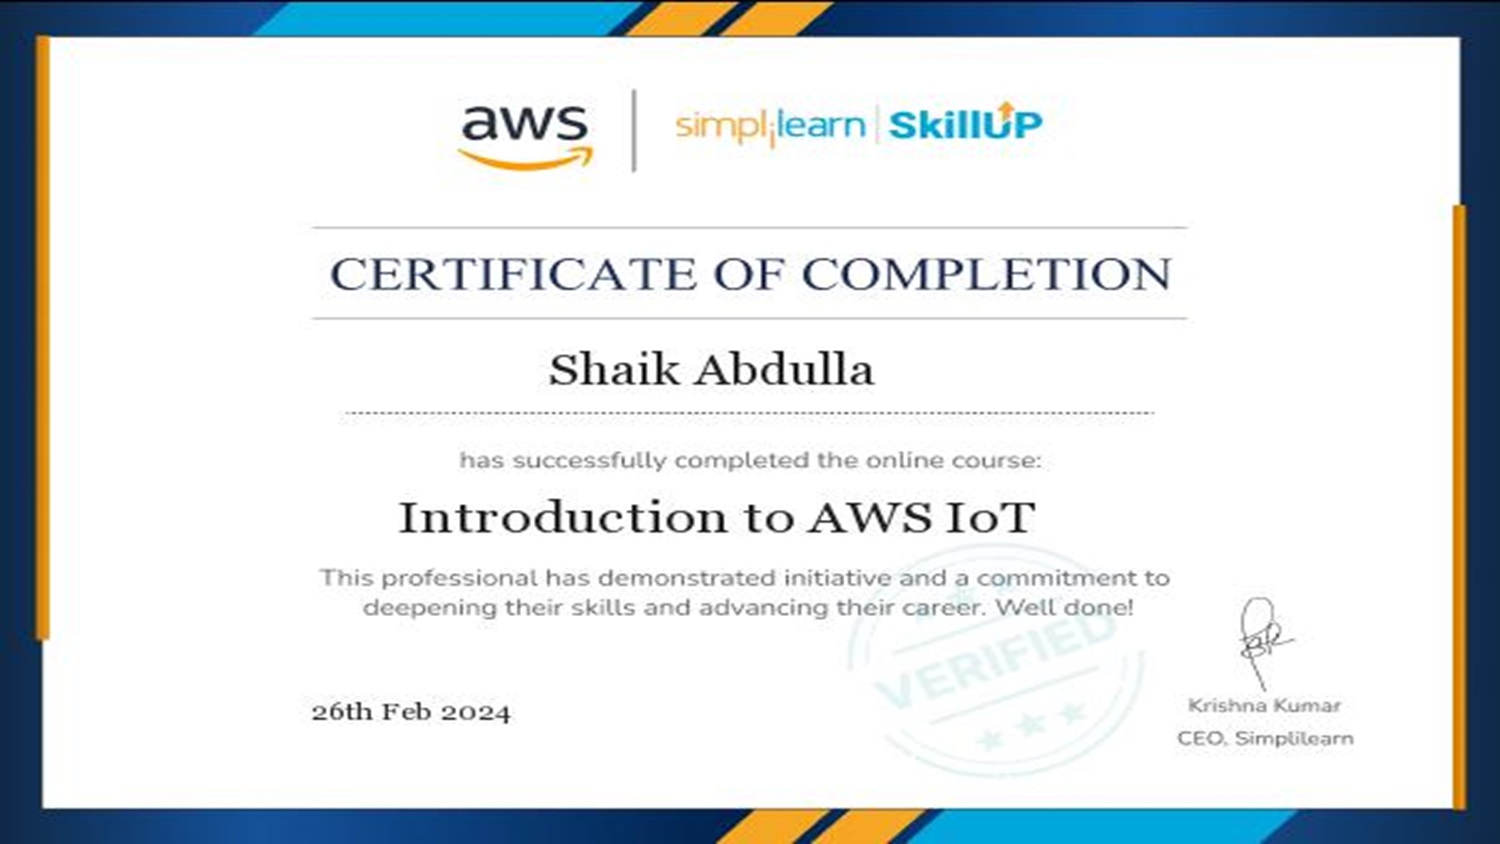 aws
simplilearn | SkillUP
CERTIFICATE OF COMPLETION
Shaik Abdulla
has successfully completed the online course:
Introduction to AWS IoT
This professional has demonstrated initiative and a commitment to
deepening their skills and advancing their career. Well done!
VERIFIED
26th Feb 2024
Krishna Kumar
CEO, Simplilearn